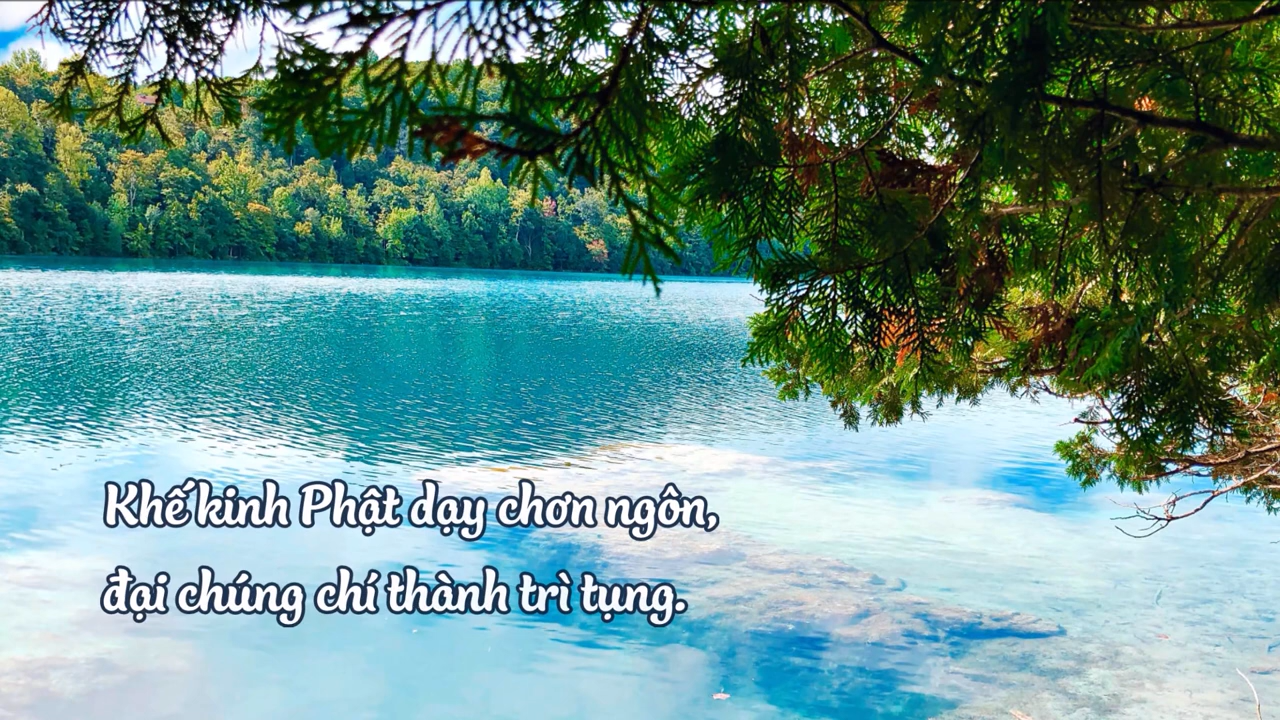 Khế kinh Phật dạy chơn ngôn,
đại chúng chí thành trì tụng.